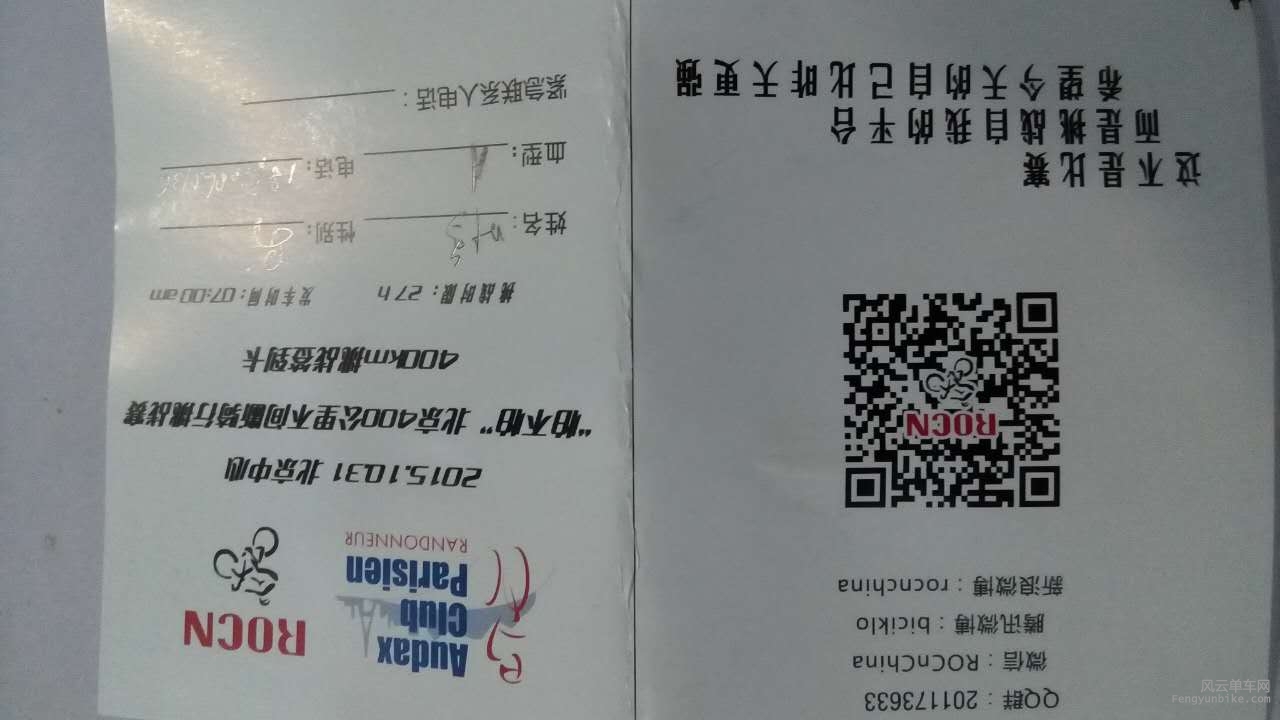 Audax
Club
Parisien
RANDONNEUR
ROCN
2015.10.31 北京中心
“怕不怕”北京400公里不间断骑行挑战赛
400km挑战签到卡
挑战时限：27h 发车时间：07:00am
姓名： 性别：
血型： 电话：
紧急联系人电话：
QQ群：201173633
微信：ROCnChina
腾讯微博：biciklo
新浪微博：rocnchina
ROCN
这不是比赛
而是挑战自我的平台
希望今天的自己比昨天更强
风云单车网
Fengyunbike.com